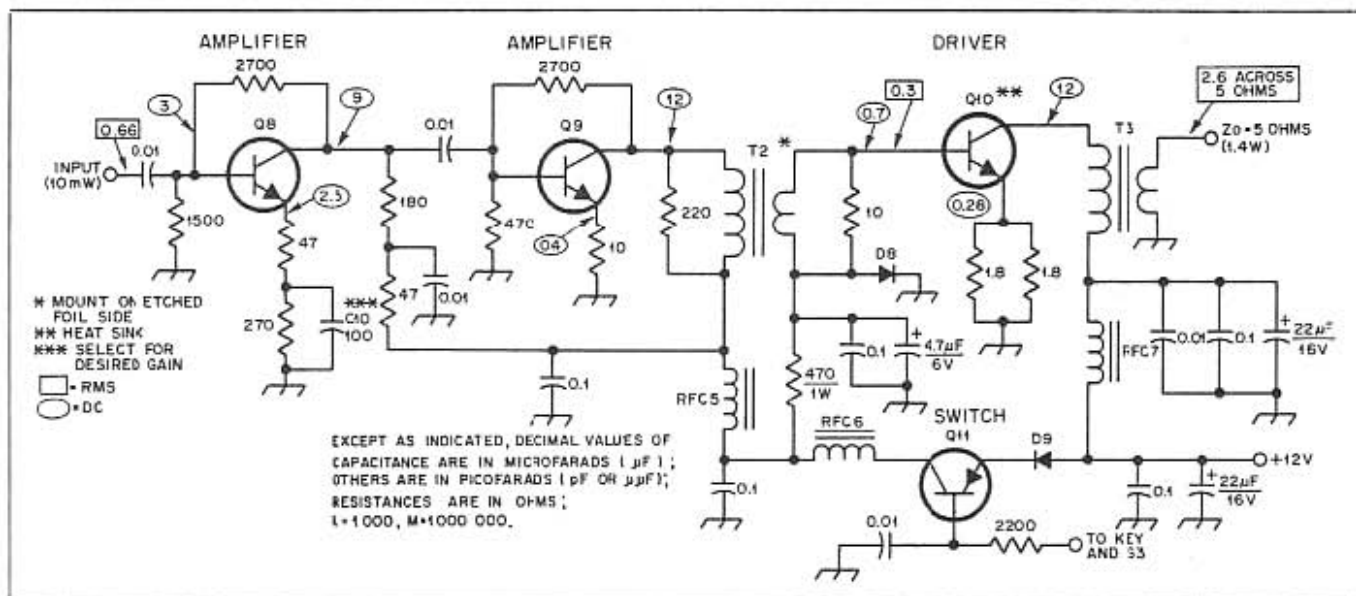 AMPLIFIER
AMPLIFIER
DRIVER
2700
2700
2.6 ACROSS
5 OHMS
3
9
12
Q10 **
12
0.66
0.01
Q8
0.01
Q9
0.7
0.3
T3
Zo = 5 OHMS
(1.4W)
INPUT
(10mW)
T2 *
1500
2.3
180
470
220
10
0.26
47
04
10
D8
1.8
1.8
* MOUNT ON ETCHED
FOIL SIDE
** HEAT SINK
*** SELECT FOR
DESIRED GAIN
□ = RMS
○ = DC
270
***
C10
100
47
0.01
0.1
RFC5
470
1W
0.1
+
4.7µF
6V
RFC7
0.01
0.1
+
22µF
16V
EXCEPT AS INDICATED, DECIMAL VALUES OF
CAPACITANCE ARE IN MICROFARADS (µF);
OTHERS ARE IN PICOFARADS (pF OR µµF);
RESISTANCES ARE IN OHMS;
k=1000, M=1000 000.
0.1
RFC6
SWITCH
Q11
D9
+12V
0.1
+
22µF
16V
0.01
2200
TO KEY
AND S3